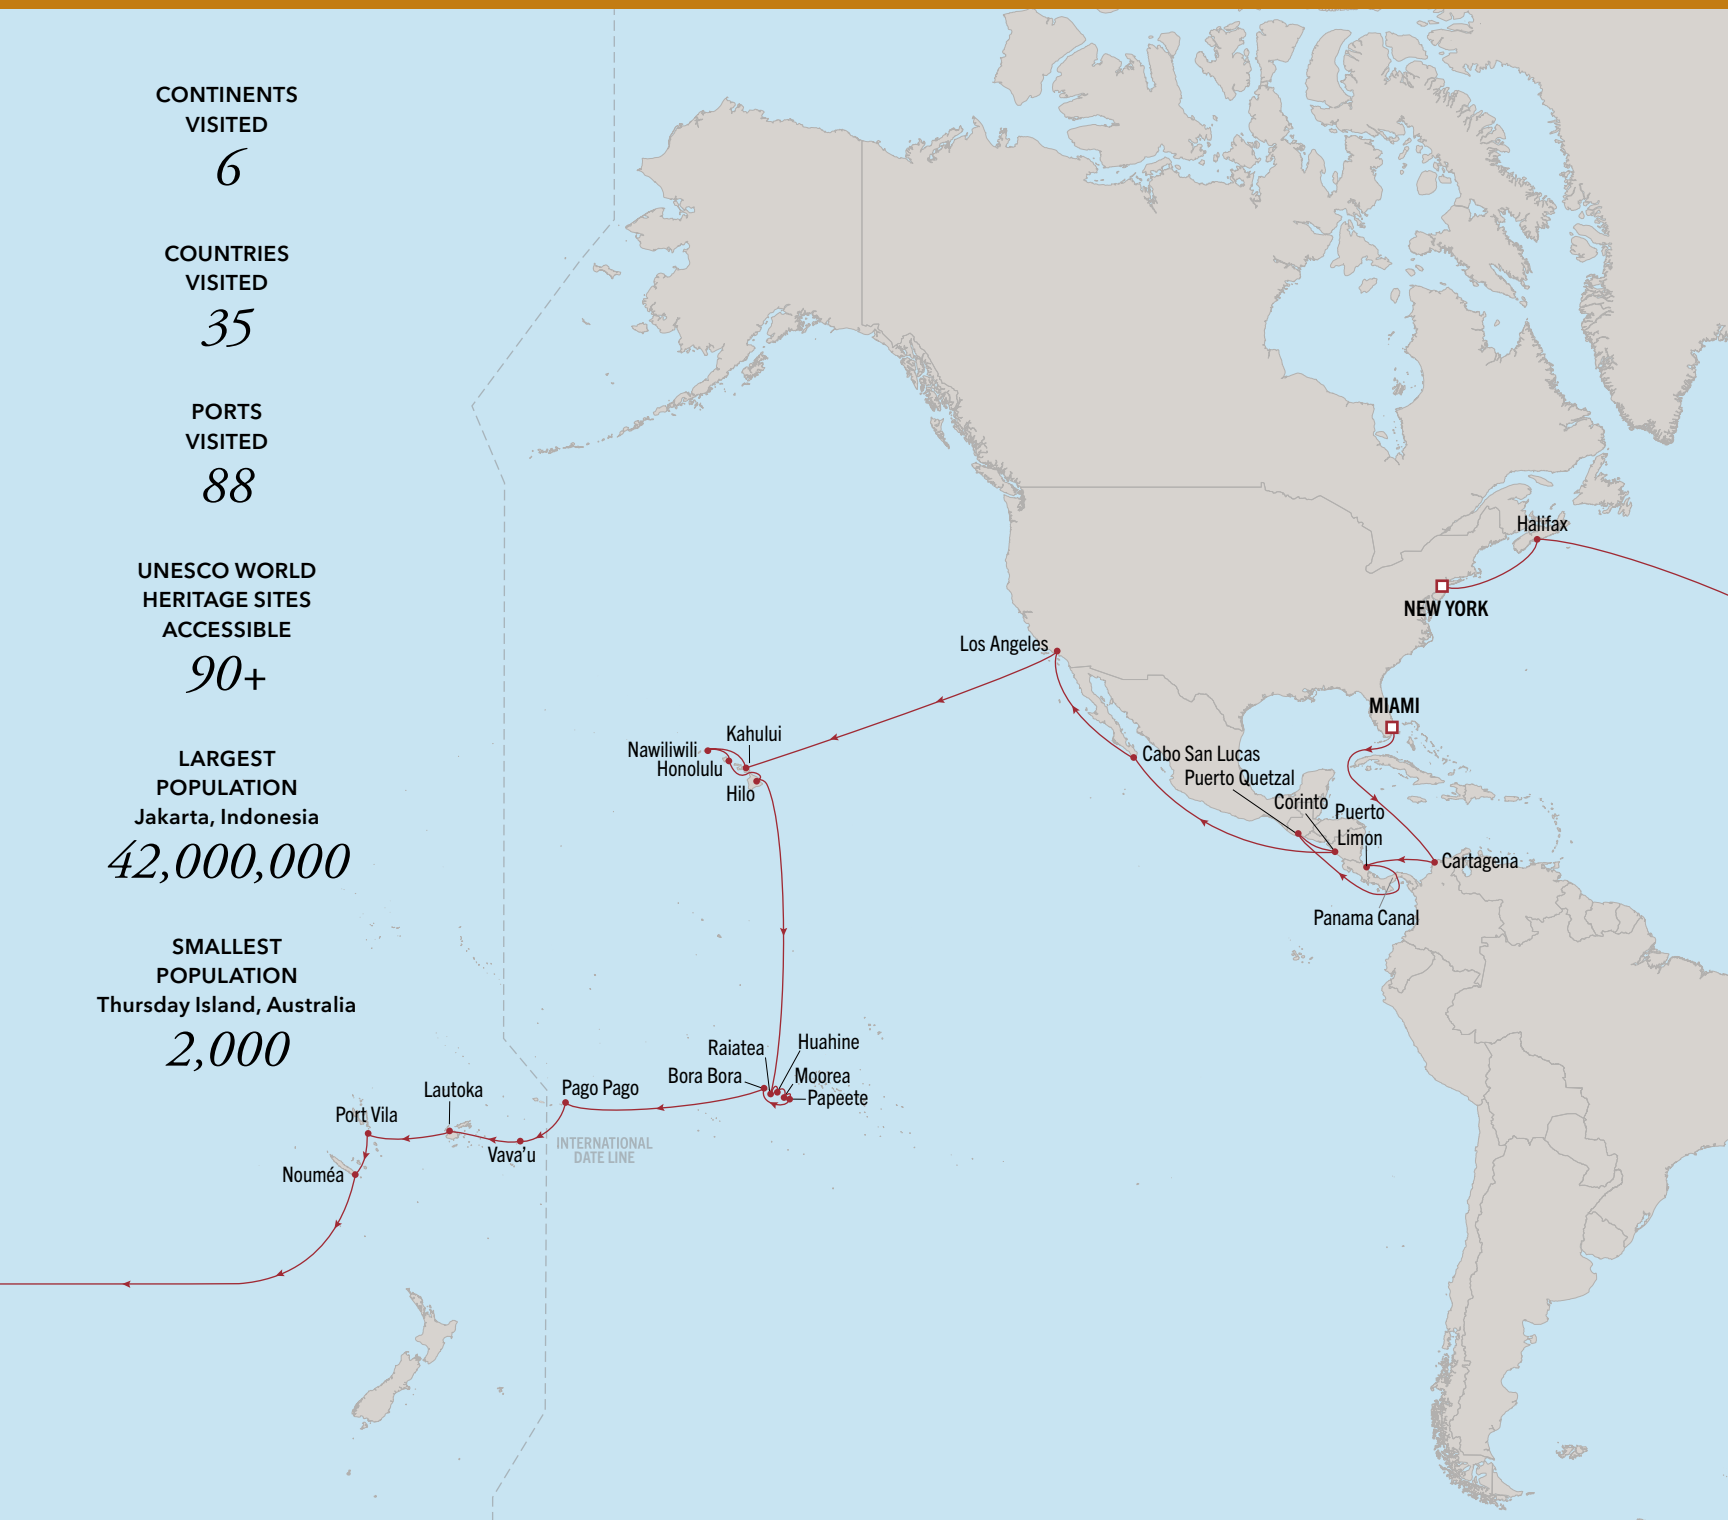 CONTINENTS
VISITED
6
COUNTRIES
VISITED
35
PORTS
VISITED
88
UNESCO WORLD
HERITAGE SITES
ACCESSIBLE
90+
LARGEST
POPULATION
Jakarta, Indonesia
42,000,000
SMALLEST
POPULATION
Thursday Island, Australia
2,000
Halifax
NEW YORK
Los Angeles
MIAMI
Kahului
Nawiliwili
Honolulu
Hilo
Cabo San Lucas
Puerto Quetzal
Corinto
Puerto
Limon
Cartagena
Panama Canal
Huahine
Raiatea
Bora Bora
Moorea
Papeete
Pago Pago
Lautoka
Port Vila
Vava'u
INTERNATIONAL
DATE LINE
Nouméa